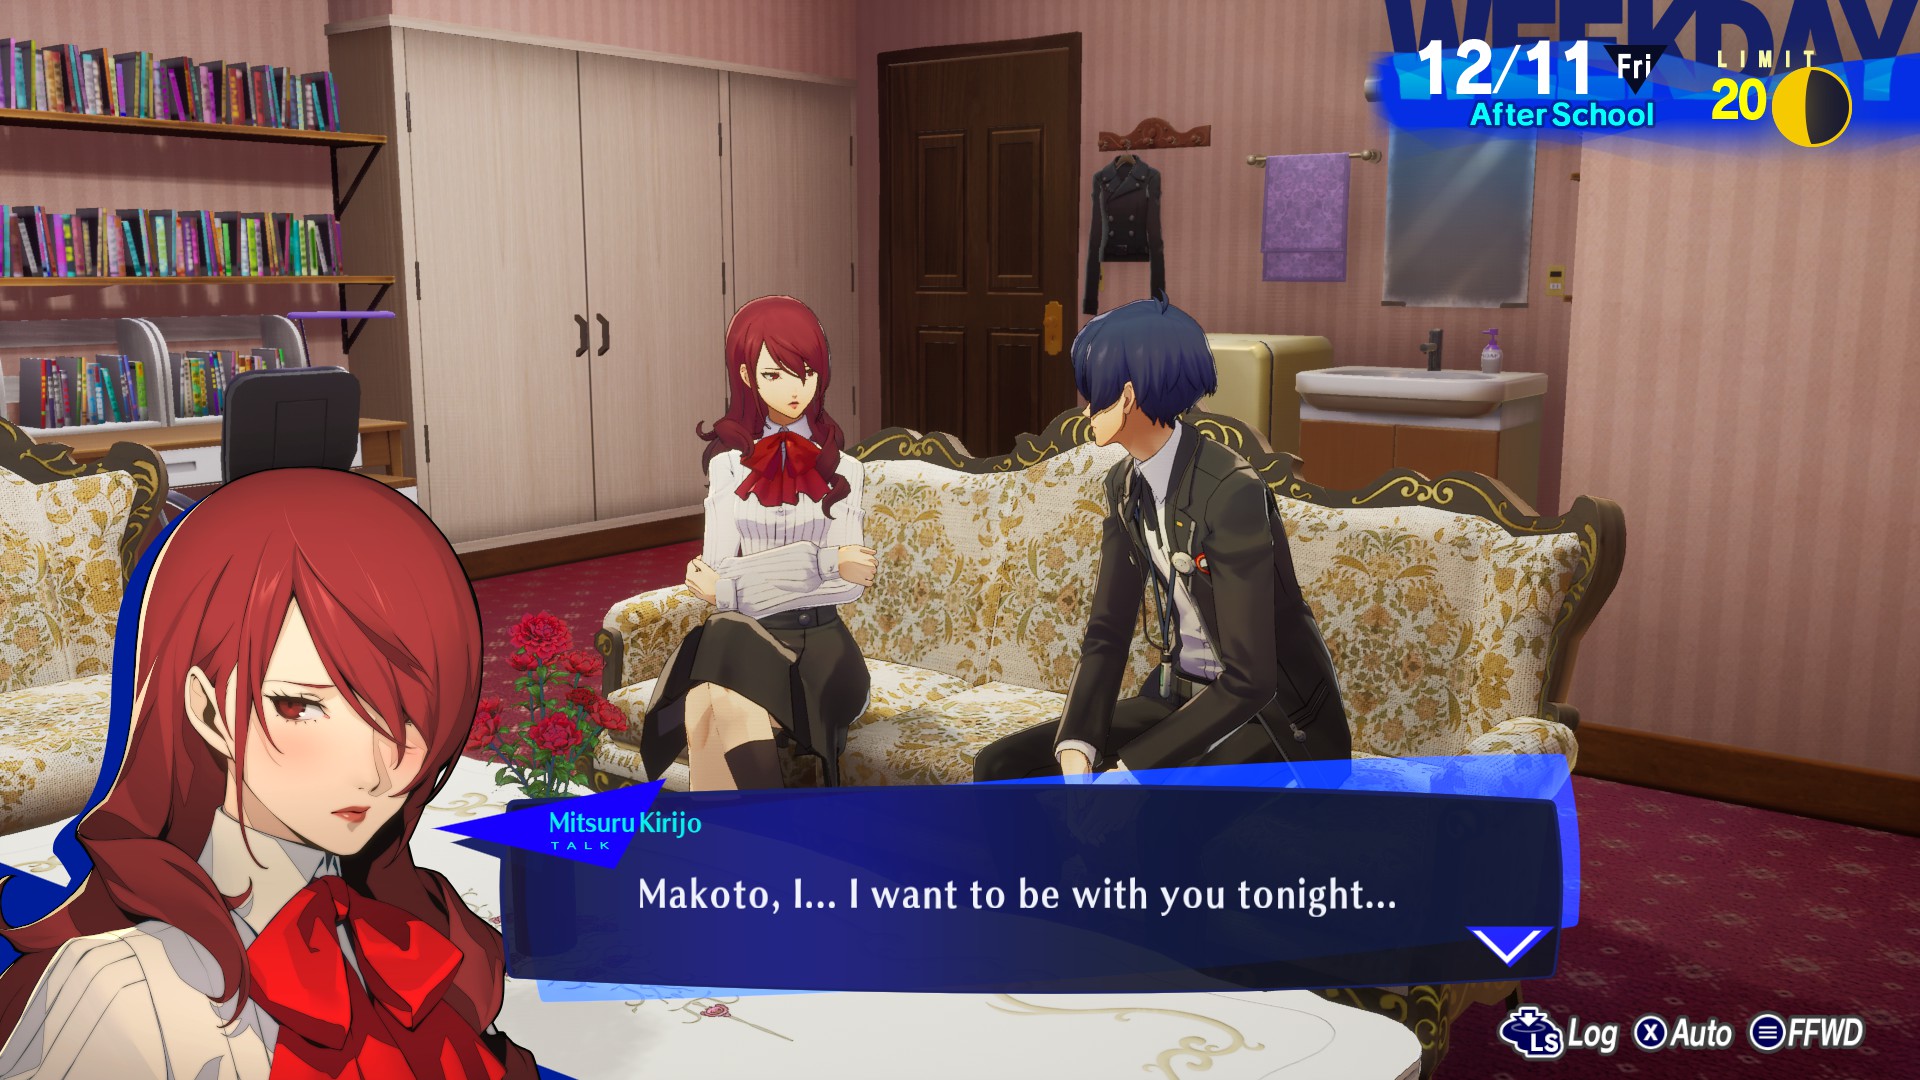 WEEKDAY
12/11 Fri
After School
LIMIT
20
Mitsuru Kirijo
TALK
Makoto, I... I want to be with you tonight...
LS Log X Auto FFWD